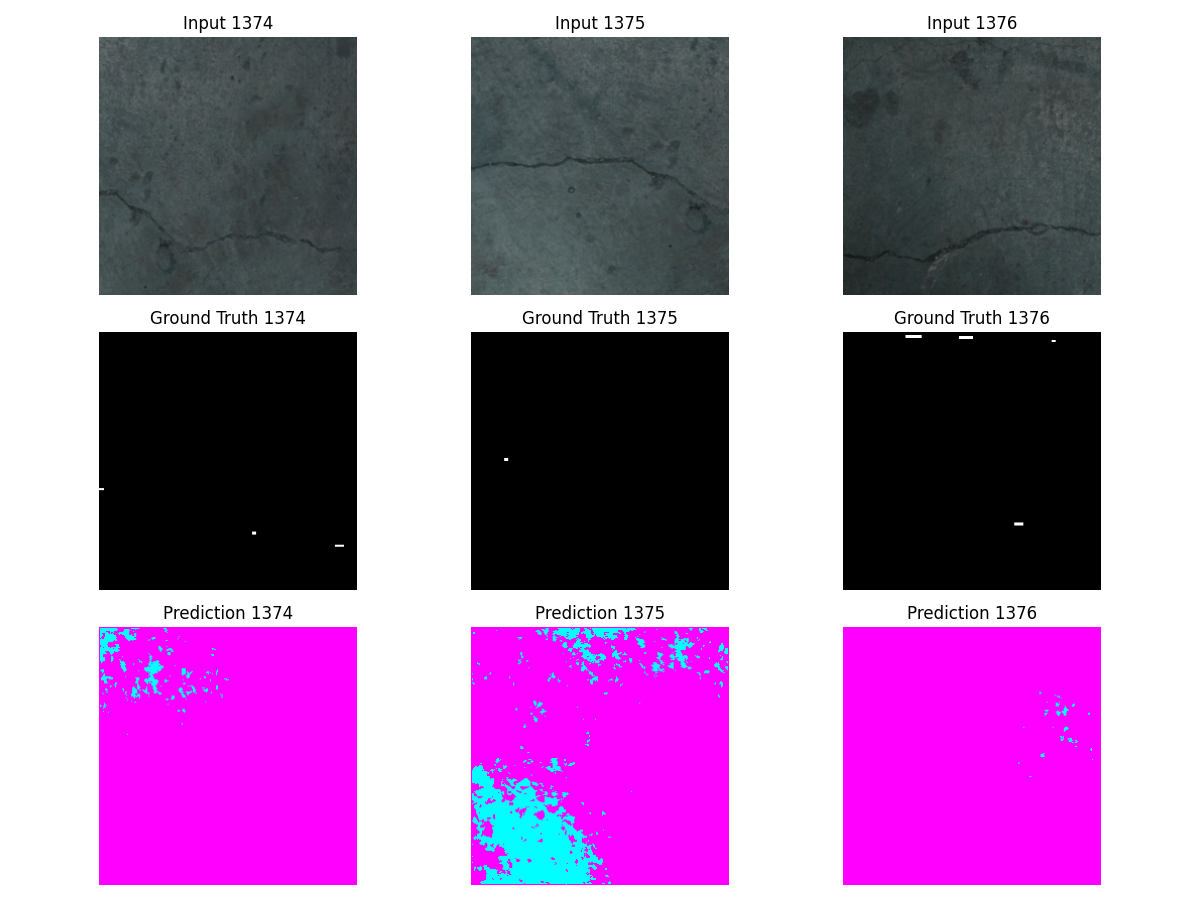 Input 1374
Input 1375
Input 1376
Ground Truth 1374
Ground Truth 1375
Ground Truth 1376
Prediction 1374
Prediction 1375
Prediction 1376